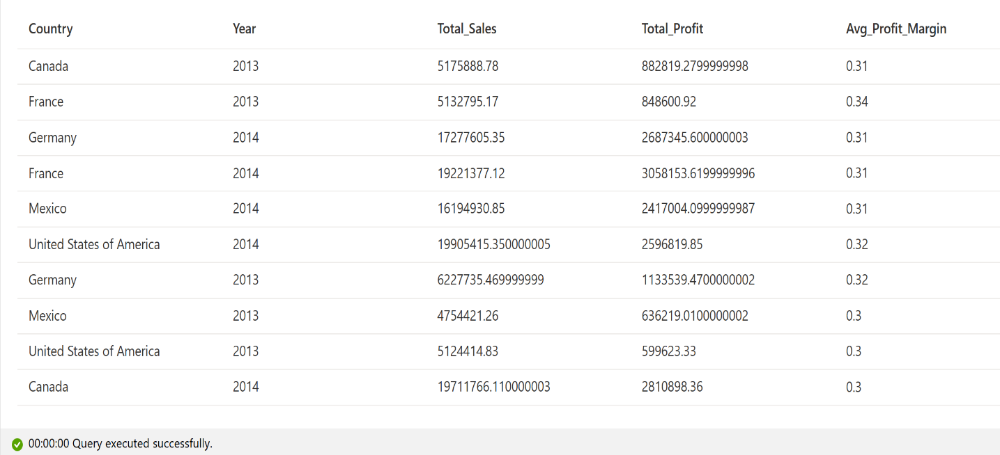 Country Year Total_Sales Total_Profit Avg_Profit_Margin
Canada 2013 5175888.78 882819.2799999998 0.31
France 2013 5132795.17 848600.92 0.34
Germany 2014 17277605.35 2687345.600000003 0.31
France 2014 19221377.12 3058153.6199999996 0.31
Mexico 2014 16194930.85 2417004.0999999987 0.31
United States of America 2014 19905415.350000005 2596819.85 0.32
Germany 2013 6227735.469999999 1133539.4700000002 0.32
Mexico 2013 4754421.26 636219.0100000002 0.3
United States of America 2013 5124414.83 599623.33 0.3
Canada 2014 19711766.110000003 2810898.36 0.3
00:00:00 Query executed successfully.